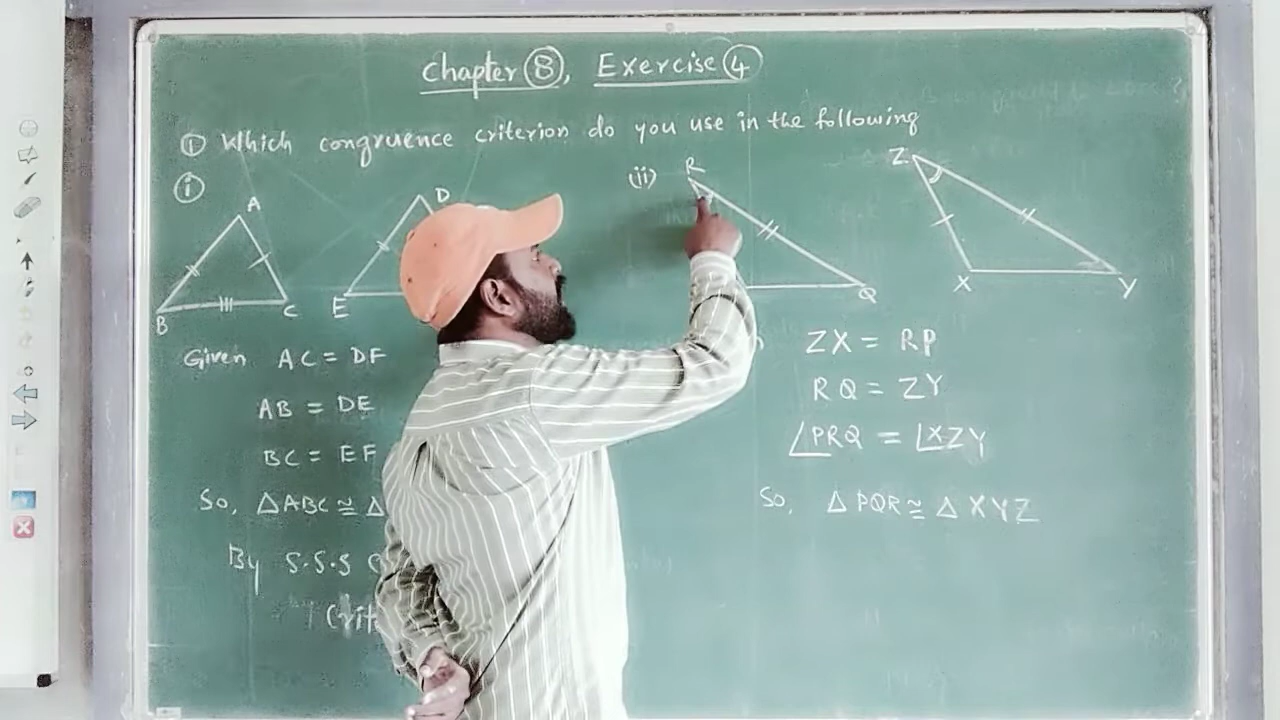 Chapter 8, Exercise 4
① Which congruence criterion do you use in the following
①
A
D
B
C
E
Given AC = DF
AB = DE
BC = EF
So, △ABC ≅ △
By S.S.S
(ii)
R
Q
Z
X
Y
ZX = RP
RQ = ZY
∠PRQ = ∠XZY
So, △PQR ≅ △XYZ